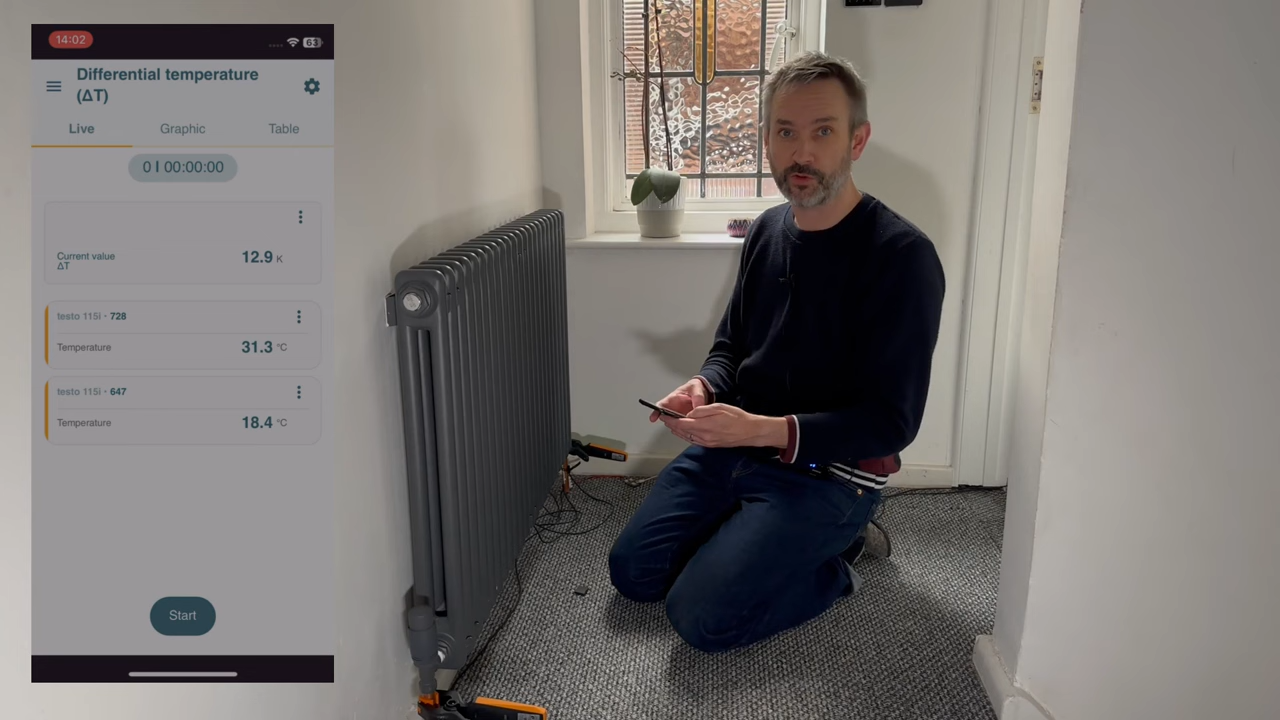 14:02
63
Differential temperature
(ΔT)
Live Graphic Table
0 I 00:00:00
Current value
ΔT
12.9 K
testo 115i - 728
Temperature 31.3 °C
testo 115i - 647
Temperature 18.4 °C
Start